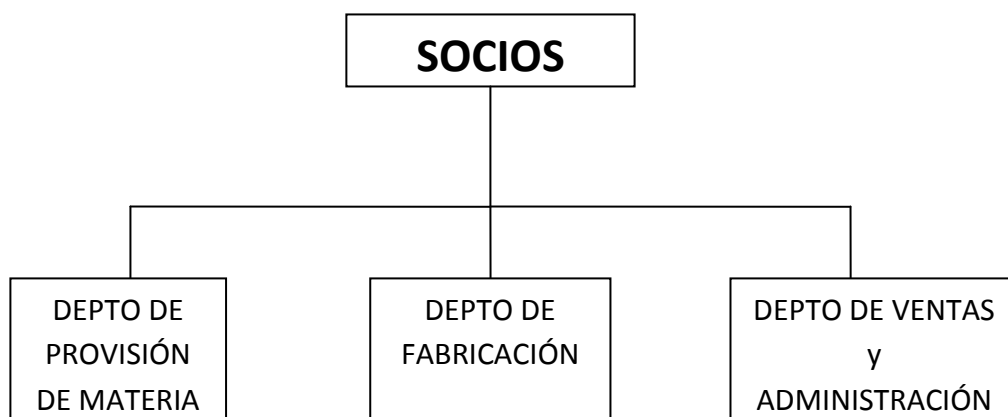 SOCIOS
DEPTO DE
PROVISIÓN
DE MATERIA
DEPTO DE
FABRICACIÓN
DEPTO DE VENTAS
y
ADMINISTRACIÓN